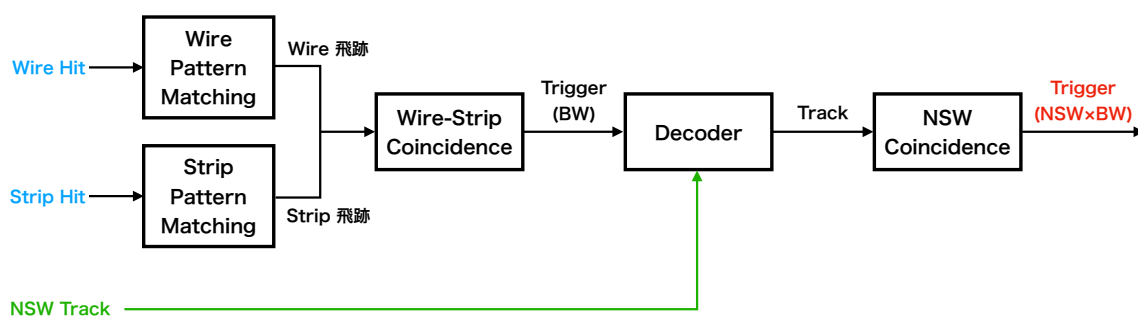 Wire Hit
Wire
Pattern
Matching
Wire 飛跡
Strip Hit
Strip
Pattern
Matching
Strip 飛跡
Wire-Strip
Coincidence
Trigger
(BW)
Decoder
Track
NSW
Coincidence
Trigger
(NSW×BW)
NSW Track